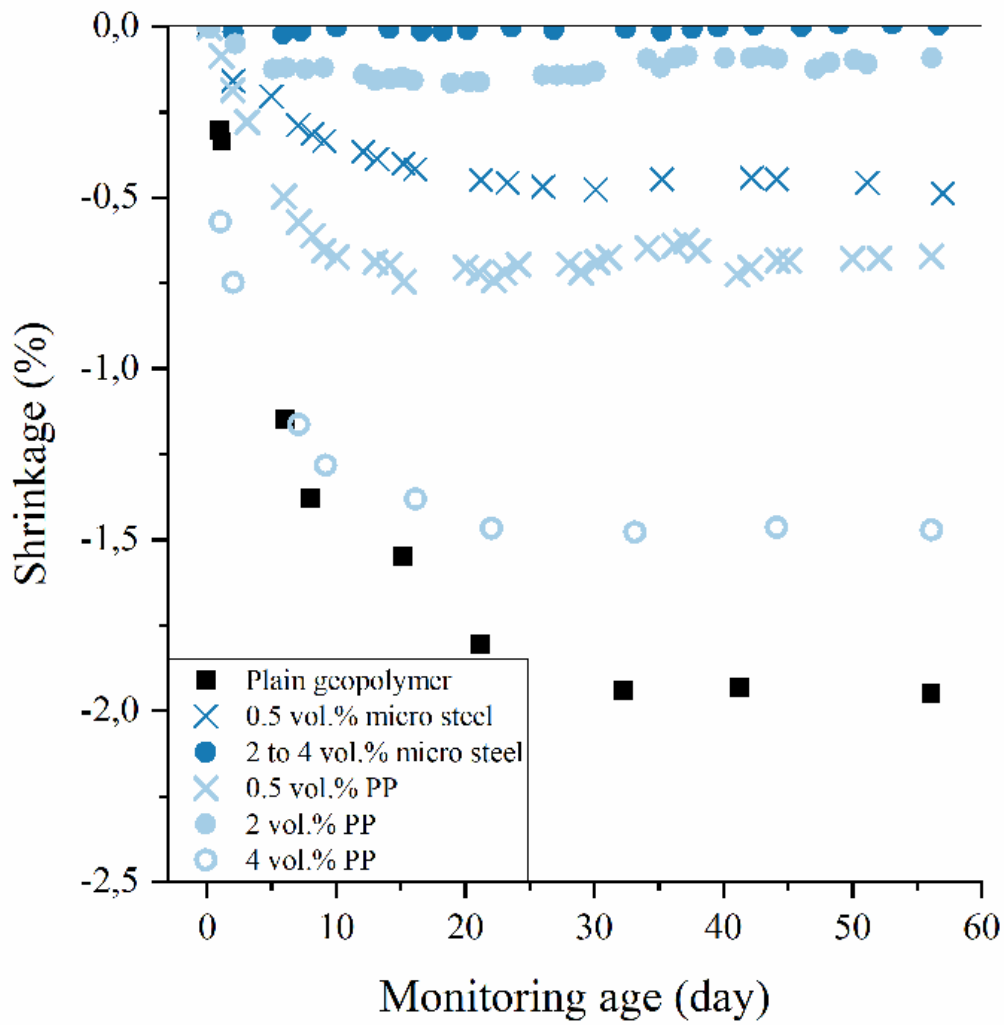 0,0
-0,5
-1,0
-1,5
-2,0
-2,5
Shrinkage (%)
Plain geopolymer
0.5 vol.% micro steel
2 to 4 vol.% micro steel
0.5 vol.% PP
2 vol.% PP
4 vol.% PP
0 10 20 30 40 50 60
Monitoring age (day)